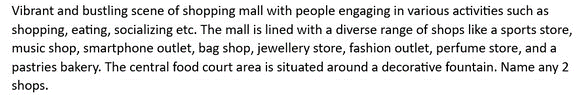 Vibrant and bustling scene of shopping mall with people engaging in various activities such as
shopping, eating, socializing etc. The mall is lined with a diverse range of shops like a sports store,
music shop, smartphone outlet, bag shop, jewellery store, fashion outlet, perfume store, and a
pastries bakery. The central food court area is situated around a decorative fountain. Name any 2
shops.